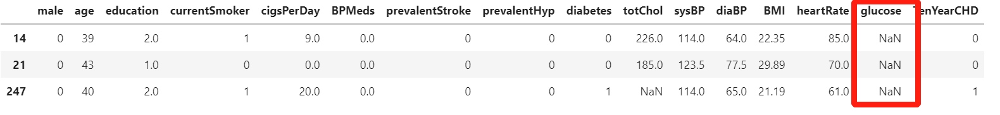 male age education currentSmoker cigsPerDay BPMeds prevalentStroke prevalentHyp diabetes totChol sysBP diaBP BMI heartRate glucose TenYearCHD
14 0 39 2.0 1 9.0 0.0 0 0 0 226.0 114.0 64.0 22.35 85.0 NaN 0
21 0 43 1.0 0 0.0 0.0 0 0 0 185.0 123.5 77.5 29.89 70.0 NaN 0
247 0 40 2.0 1 20.0 0.0 0 0 1 NaN 114.0 65.0 21.19 61.0 NaN 1